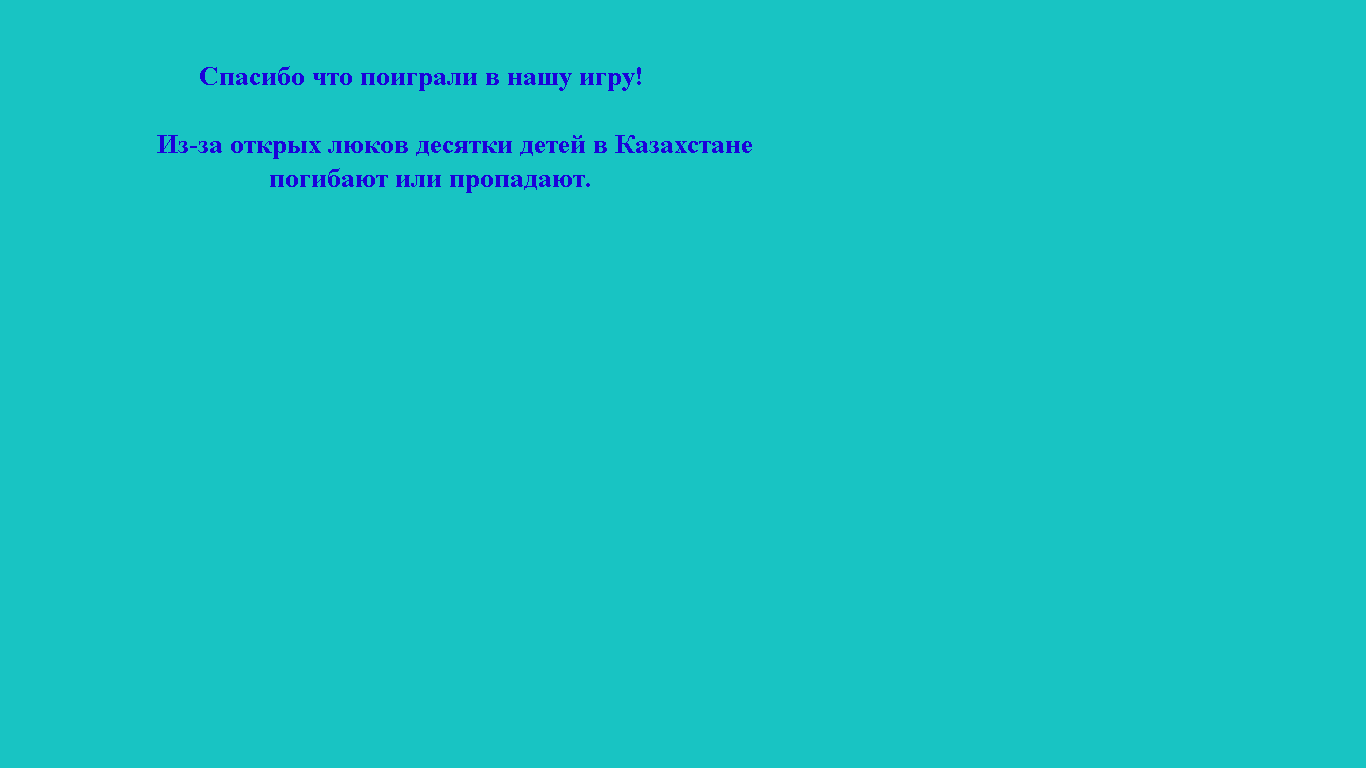 Спасибо что поиграли в нашу игру!
Из-за открых люков десятки детей в Казахстане
погибают или пропадают.